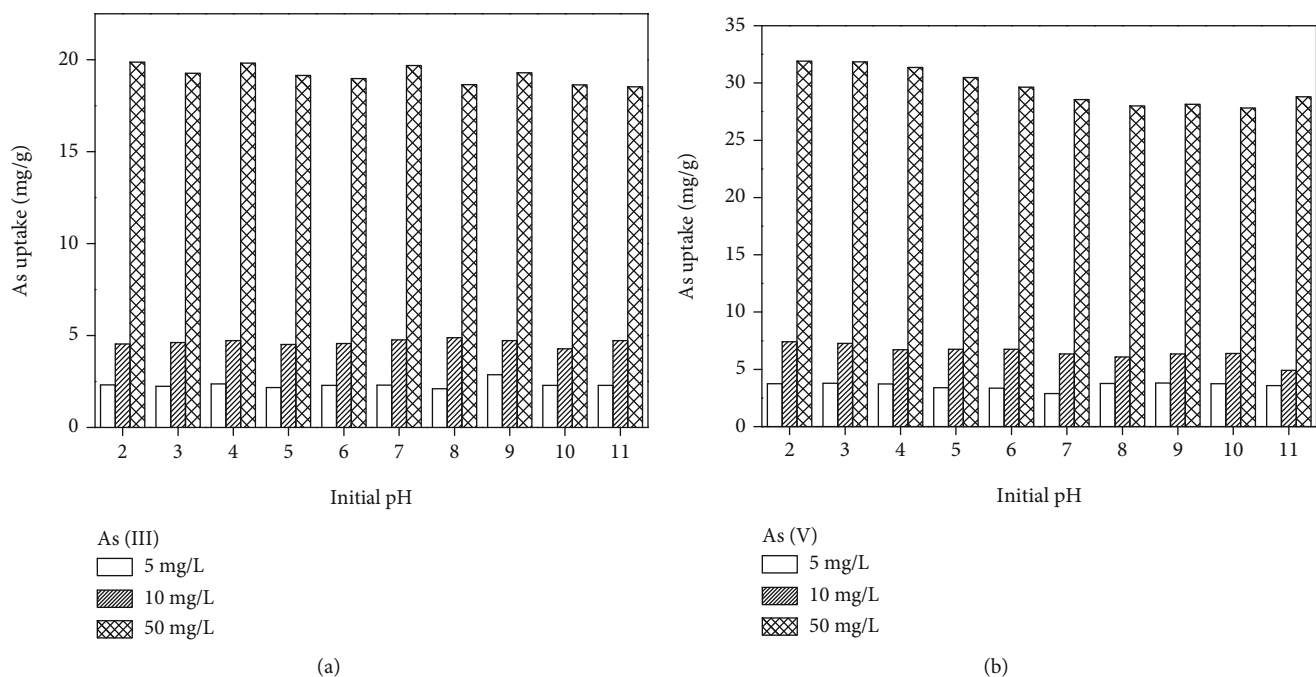 As uptake (mg/g)
20
15
10
5
0
2 3 4 5 6 7 8 9 10 11
Initial pH
As (III)
5 mg/L
10 mg/L
50 mg/L
(a)
As uptake (mg/g)
35
30
25
20
15
10
5
0
2 3 4 5 6 7 8 9 10 11
Initial pH
As (V)
5 mg/L
10 mg/L
50 mg/L
(b)